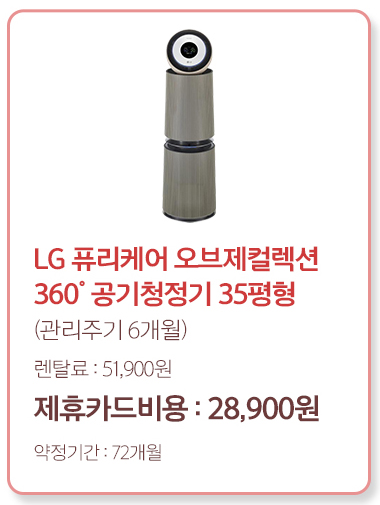 LG 퓨리케어 오브제컬렉션
360° 공기청정기 35평형
(관리주기 6개월)
렌탈료 : 51,900원
제휴카드비용 : 28,900원
약정기간 : 72개월